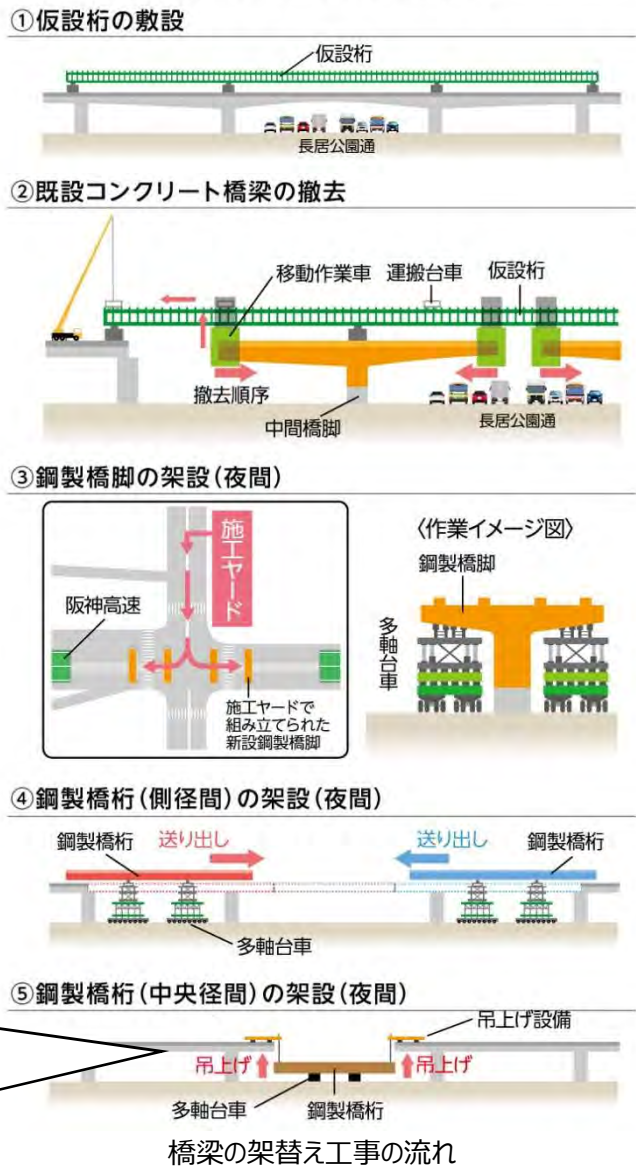 ①仮設桁の敷設
仮設桁
長居公園通
②既設コンクリート橋梁の撤去
移動作業車
運搬台車
仮設桁
撤去順序
中間橋脚
長居公園通
③鋼製橋脚の架設(夜間)
施工ヤード
阪神高速
施工ヤードで
組み立てられた
新設鋼製橋脚
〈作業イメージ図〉
鋼製橋脚
多軸台車
④鋼製橋桁(側径間)の架設(夜間)
鋼製橋桁
送り出し
送り出し
鋼製橋桁
多軸台車
⑤鋼製橋桁(中央径間)の架設(夜間)
吊上げ設備
吊上げ
吊上げ
多軸台車
鋼製橋桁
橋梁の架替え工事の流れ